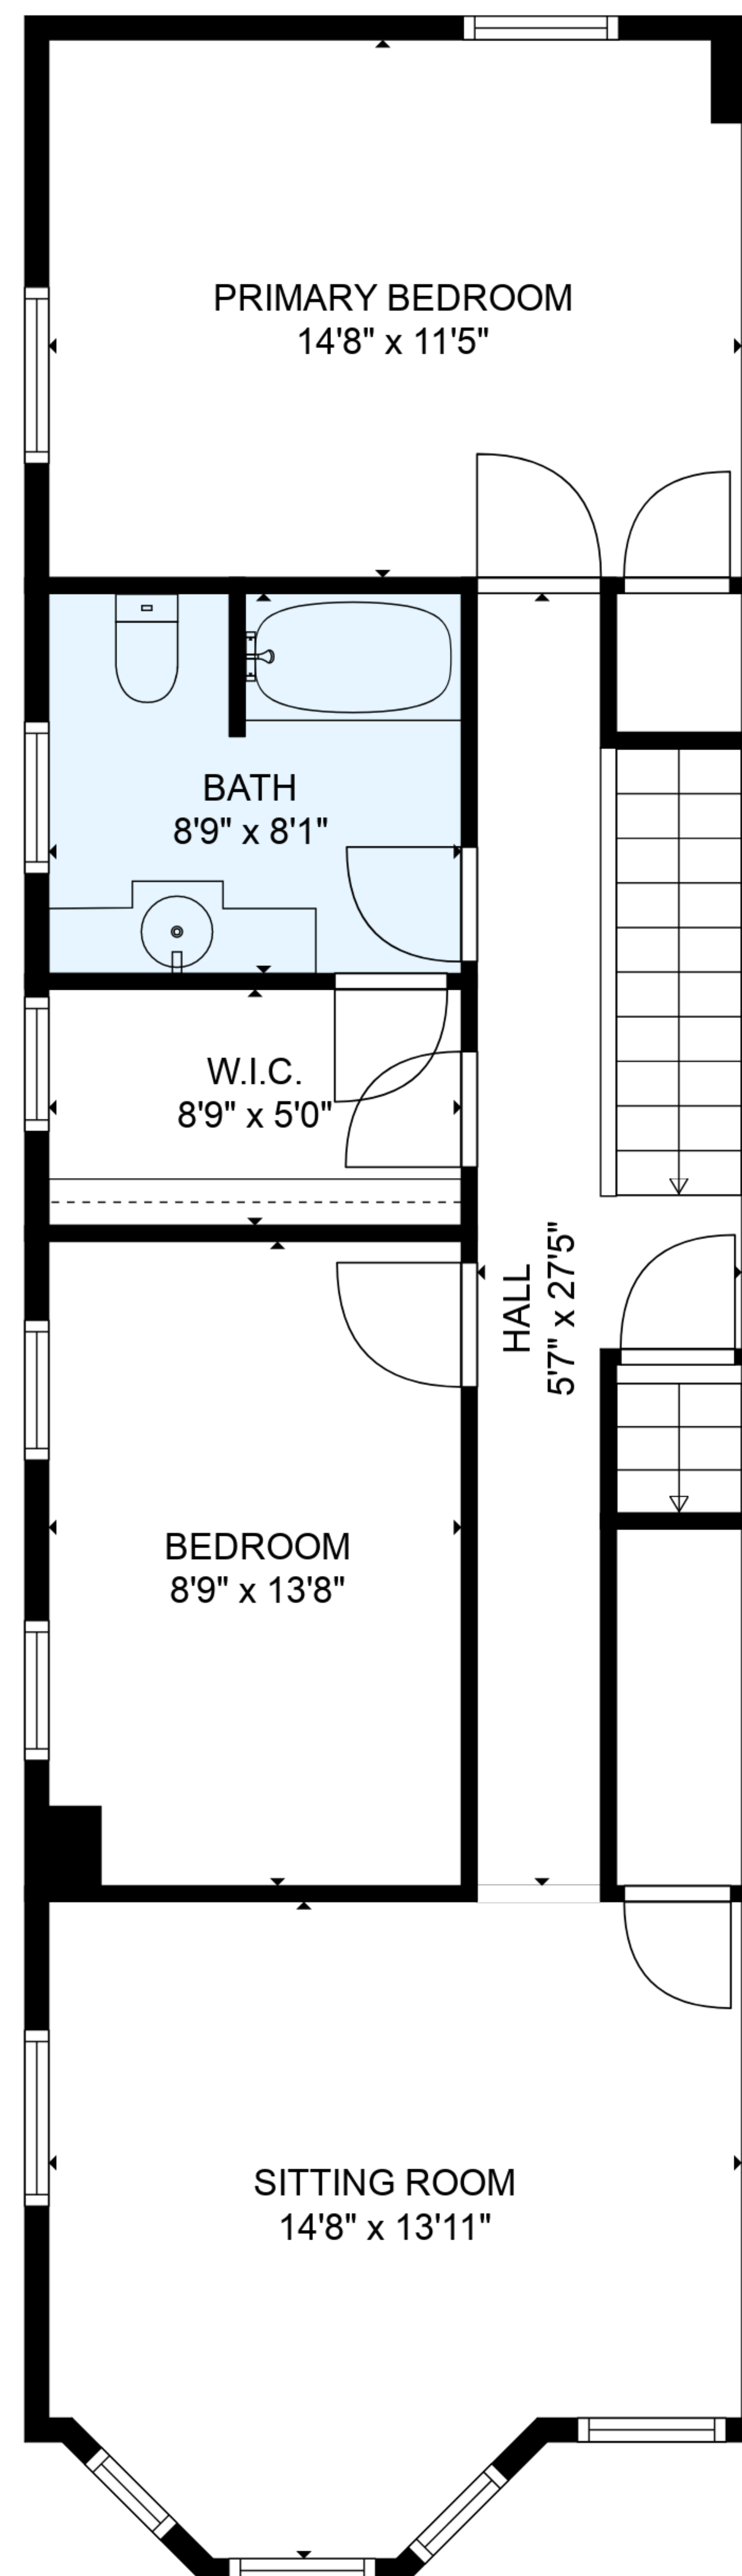 PRIMARY BEDROOM
14'8" x 11'5"
BATH
8'9" x 8'1"
W.I.C.
8'9" x 5'0"
HALL
5'7" x 27'5"
BEDROOM
8'9" x 13'8"
SITTING ROOM
14'8" x 13'11"